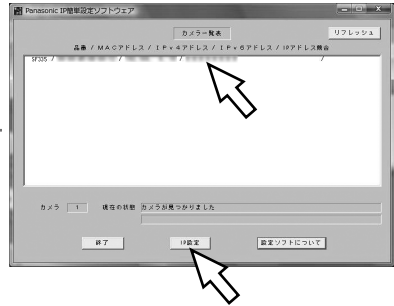 Panasonic IP簡単設定ソフトウェア
カメラ一覧表
リフレッシュ
品番 / MACアドレス / IPv4アドレス / IPv6アドレス / IPアドレス競合
SF335 / / /
カメラ 1 現在の状態 カメラが見つかりました
終了 IP設定 設定ソフトについて